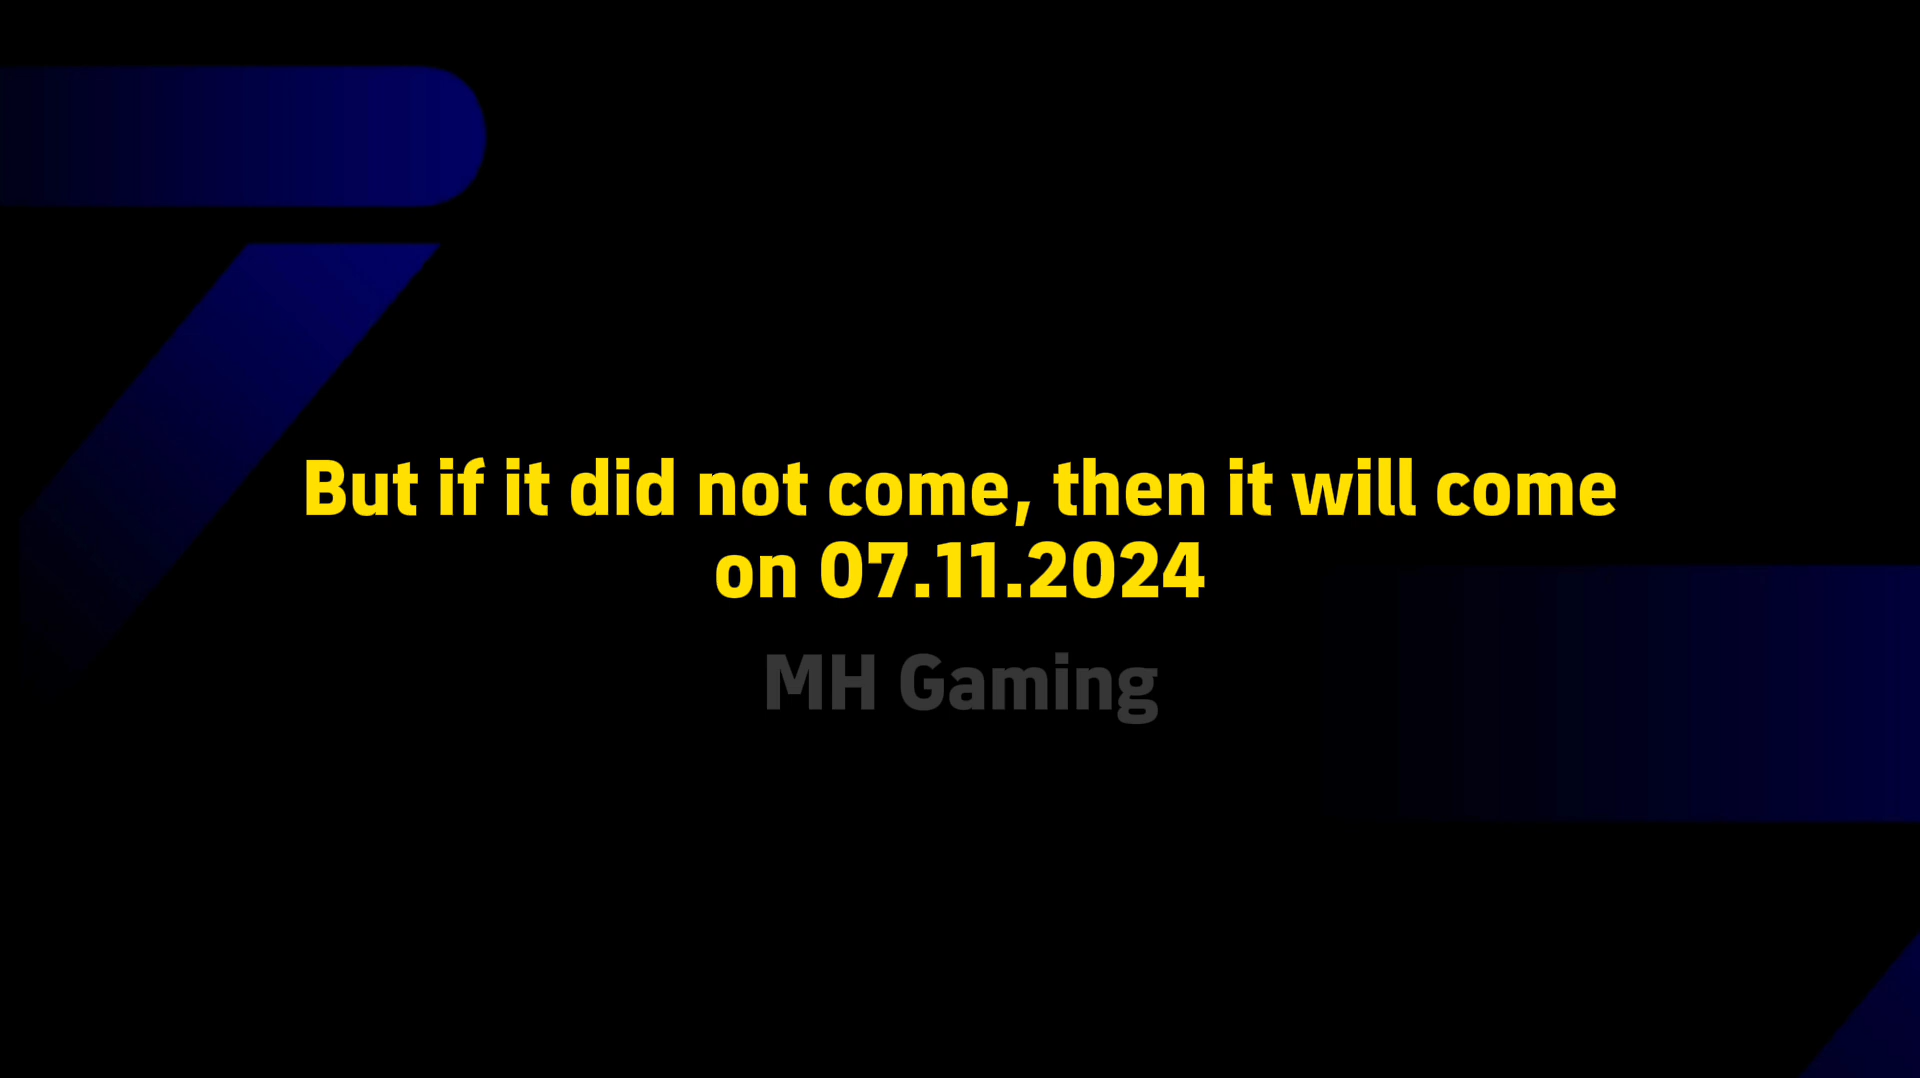 But if it did not come, then it will come
on 07.11.2024
MH Gaming